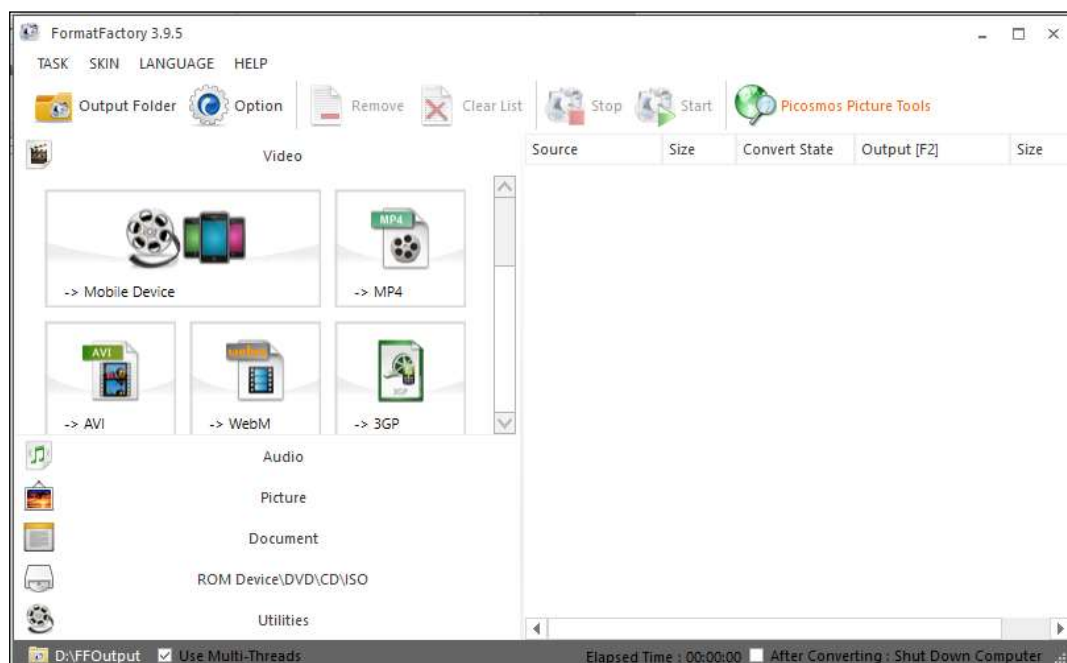 FormatFactory 3.9.5
TASK SKIN LANGUAGE HELP
Output Folder Option Remove Clear List Stop Start Picosmos Picture Tools
Video
Source Size Convert State Output [F2] Size
MP4
-> Mobile Device -> MP4
AVI
3GP
-> AVI -> WebM -> 3GP
Audio
Picture
Document
ROM Device\DVD\CD\ISO
Utilities
D:\FFOutput Use Multi-Threads Elapsed Time : 00:00:00 After Converting : Shut Down Computer